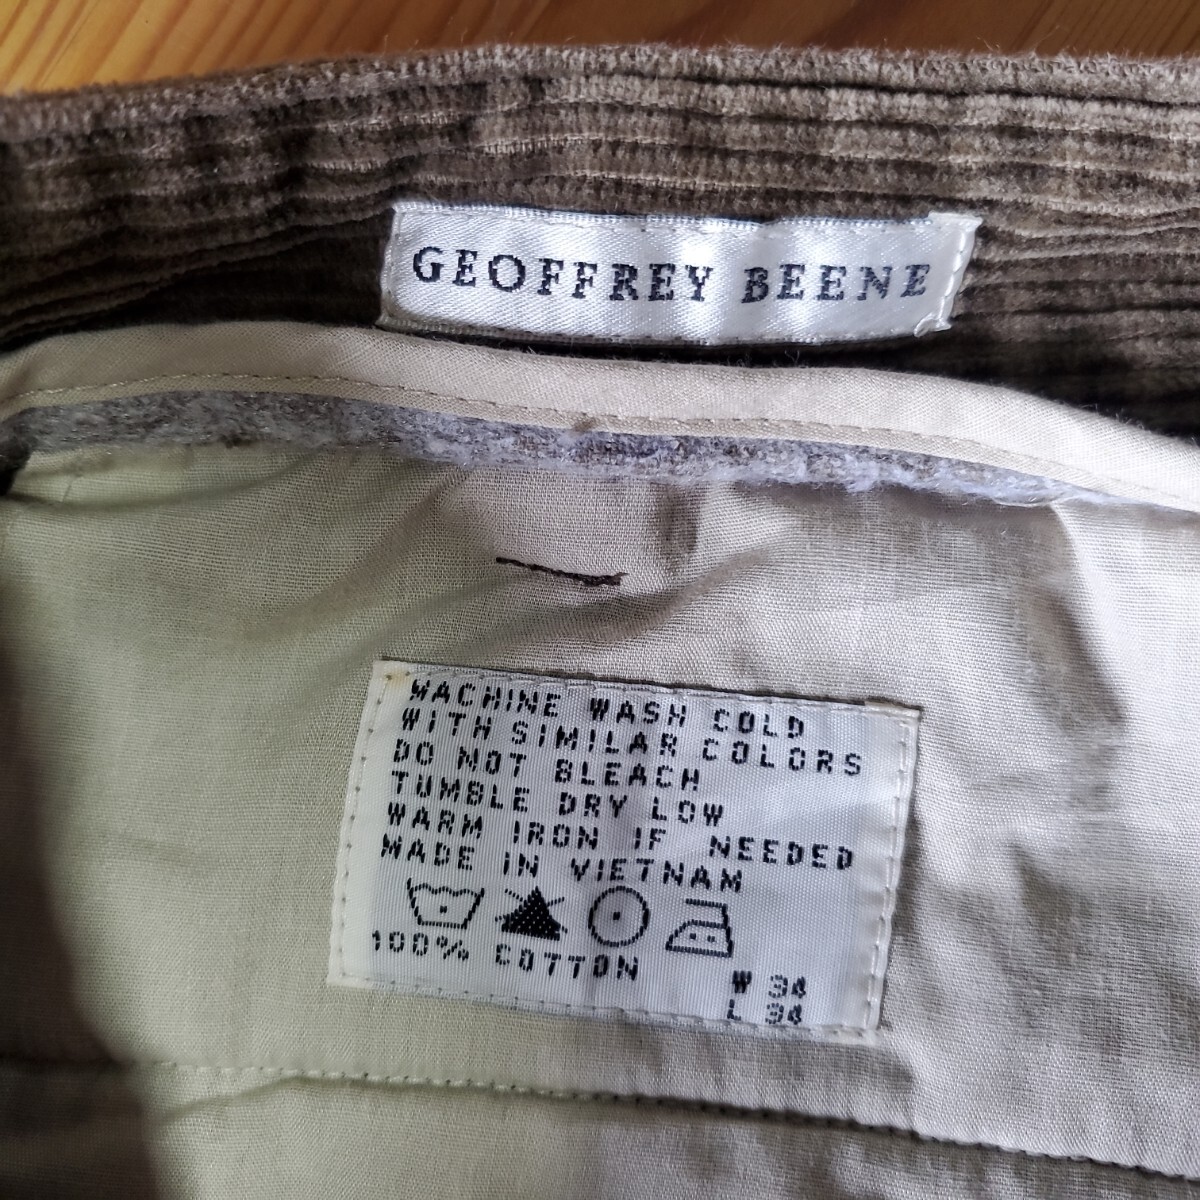 GEOFFREY BEENE
MACHINE WASH COLD
WITH SIMILAR COLORS
DO NOT BLEACH
TUMBLE DRY LOW
WARM IRON IF NEEDED
MADE IN VIETNAM
100% COTTON
W 34
L 34